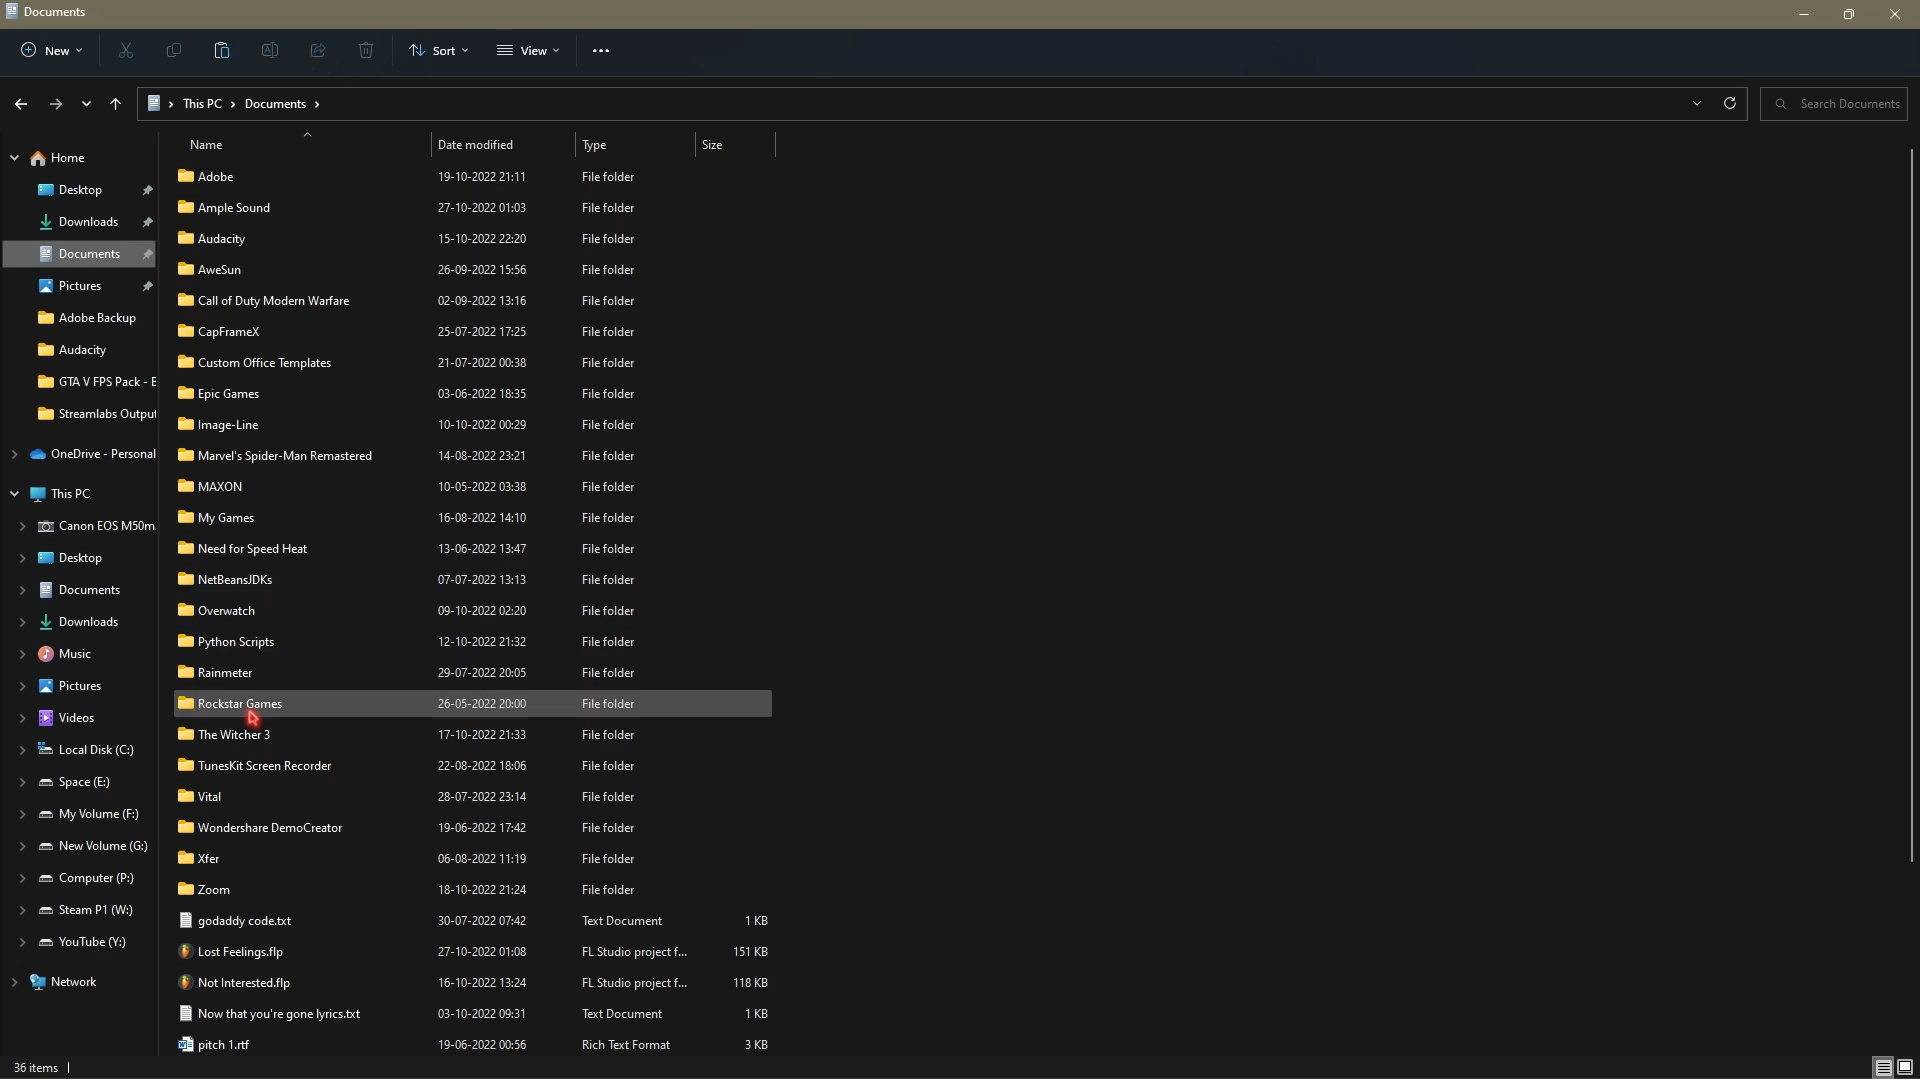 Documents
New
Sort
View
This PC
Documents
Search Documents
Name Date modified Type Size
Home
Desktop
Downloads
Documents
Pictures
Adobe Backup
Audacity
GTA V FPS Pack - E
Streamlabs Output
OneDrive - Personal
This PC
Canon EOS M50m
Desktop
Documents
Downloads
Music
Pictures
Videos
Local Disk (C:)
Space (E:)
My Volume (F:)
New Volume (G:)
Computer (P:)
Steam P1 (W:)
YouTube (Y:)
Network
Adobe 19-10-2022 21:11 File folder
Ample Sound 27-10-2022 01:03 File folder
Audacity 15-10-2022 22:20 File folder
AweSun 26-09-2022 15:56 File folder
Call of Duty Modern Warfare 02-09-2022 13:16 File folder
CapFrameX 25-07-2022 17:25 File folder
Custom Office Templates 21-07-2022 00:38 File folder
Epic Games 03-06-2022 18:35 File folder
Image-Line 10-10-2022 00:29 File folder
Marvel's Spider-Man Remastered 14-08-2022 23:21 File folder
MAXON 10-05-2022 03:38 File folder
My Games 16-08-2022 14:10 File folder
Need for Speed Heat 13-06-2022 13:47 File folder
NetBeansJDKs 07-07-2022 13:13 File folder
Overwatch 09-10-2022 02:20 File folder
Python Scripts 12-10-2022 21:32 File folder
Rainmeter 29-07-2022 20:05 File folder
Rockstar Games 26-05-2022 20:00 File folder
The Witcher 3 17-10-2022 21:33 File folder
TunesKit Screen Recorder 22-08-2022 18:06 File folder
Vital 28-07-2022 23:14 File folder
Wondershare DemoCreator 19-06-2022 17:42 File folder
Xfer 06-08-2022 11:19 File folder
Zoom 18-10-2022 21:24 File folder
godaddy code.txt 30-07-2022 07:42 Text Document 1 KB
Lost Feelings.flp 27-10-2022 01:08 FL Studio project f... 151 KB
Not Interested.flp 16-10-2022 13:24 FL Studio project f... 118 KB
Now that you're gone lyrics.txt 03-10-2022 09:31 Text Document 1 KB
pitch 1.rtf 19-06-2022 00:56 Rich Text Format 3 KB
36 items